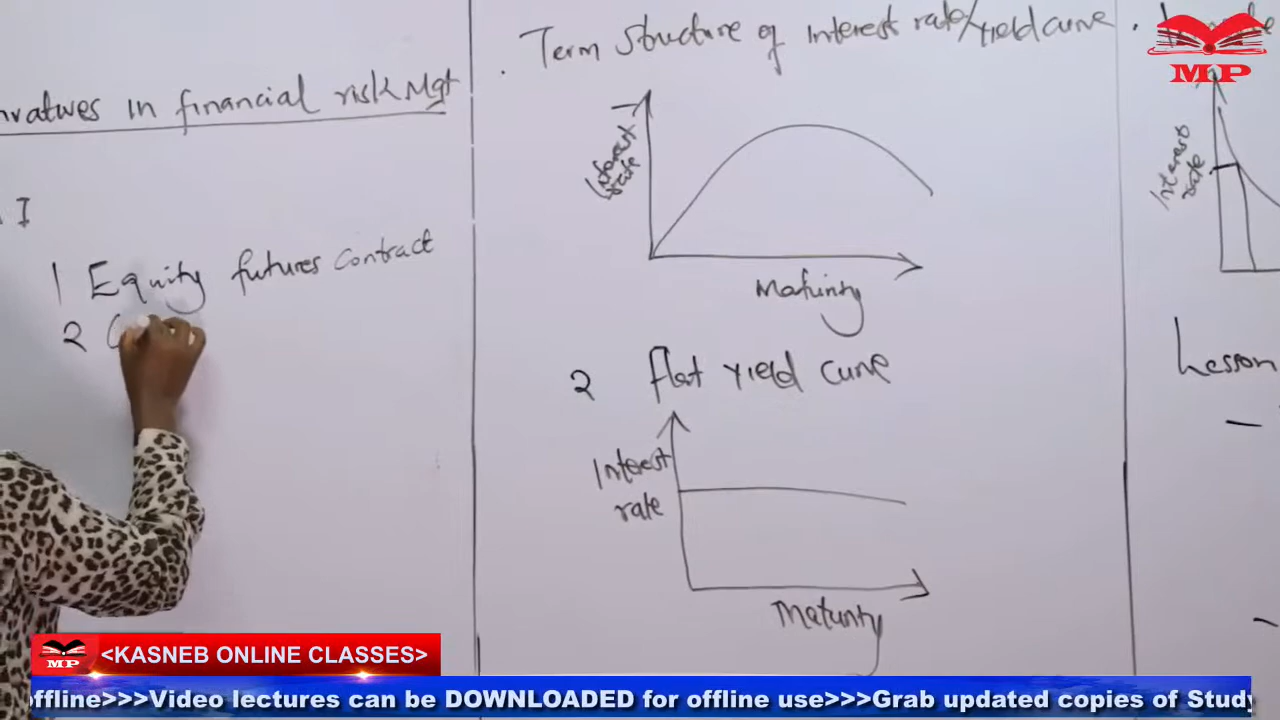 in financial risk Mgt
I
1 Equity futures contract
2
Term structure of interest rate/yield curve
Interest
rate
Maturity
2 Flat yield curve
Interest
rate
Maturity
MP
Interest
rate
Lesson
MP
<KASNEB ONLINE CLASSES>
offline>>>Video lectures can be DOWNLOADED for offline use>>>Grab updated copies of Study